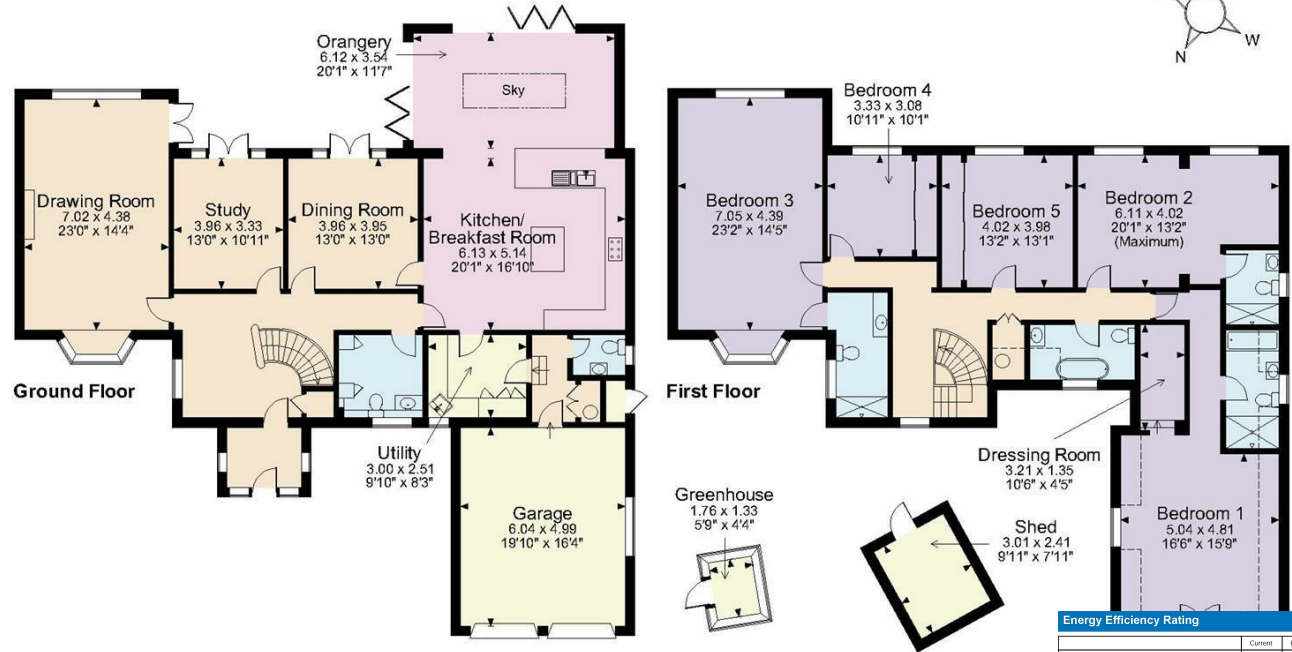 Orangery
6.12 x 3.54
20'1" x 11'7"
Sky
N
W
Drawing Room
7.02 x 4.38
23'0" x 14'4"
Study
3.96 x 3.33
13'0" x 10'11"
Dining Room
3.96 x 3.95
13'0" x 13'0"
Kitchen/
Breakfast Room
6.13 x 5.14
20'1" x 16'10"
Ground Floor
Utility
3.00 x 2.51
9'10" x 8'3"
Garage
6.04 x 4.99
19'10" x 16'4"
Bedroom 4
3.33 x 3.08
10'11" x 10'1"
Bedroom 3
7.05 x 4.39
23'2" x 14'5"
Bedroom 5
4.02 x 3.98
13'2" x 13'1"
Bedroom 2
6.11 x 4.02
20'1" x 13'2"
(Maximum)
First Floor
Dressing Room
3.21 x 1.35
10'6" x 4'5"
Greenhouse
1.76 x 1.33
5'9" x 4'4"
Shed
3.01 x 2.41
9'11" x 7'11"
Bedroom 1
5.04 x 4.81
16'6" x 15'9"
Energy Efficiency Rating
Current